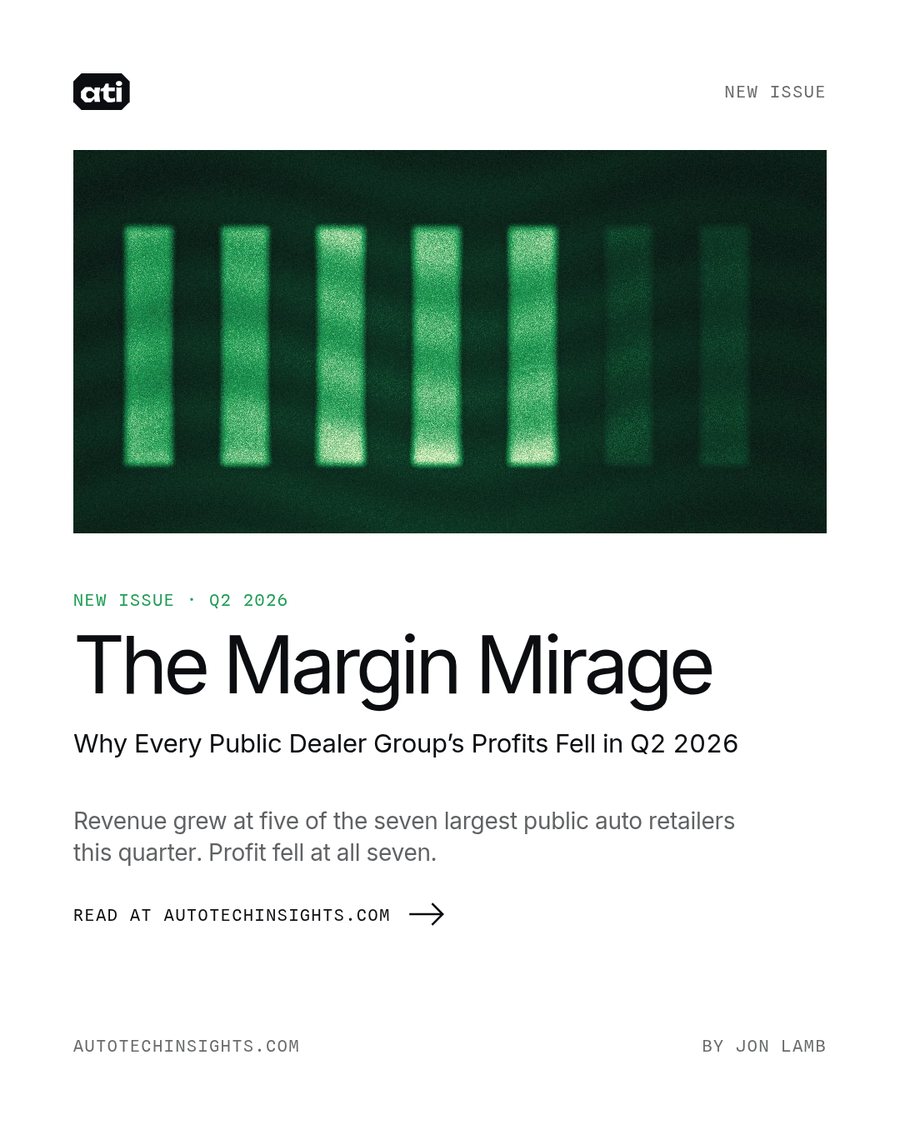 ati
NEW ISSUE
NEW ISSUE · Q2 2026
The Margin Mirage
Why Every Public Dealer Group’s Profits Fell in Q2 2026
Revenue grew at five of the seven largest public auto retailers
this quarter. Profit fell at all seven.
READ AT AUTOTECHINSIGHTS.COM →
AUTOTECHINSIGHTS.COM
BY JON LAMB